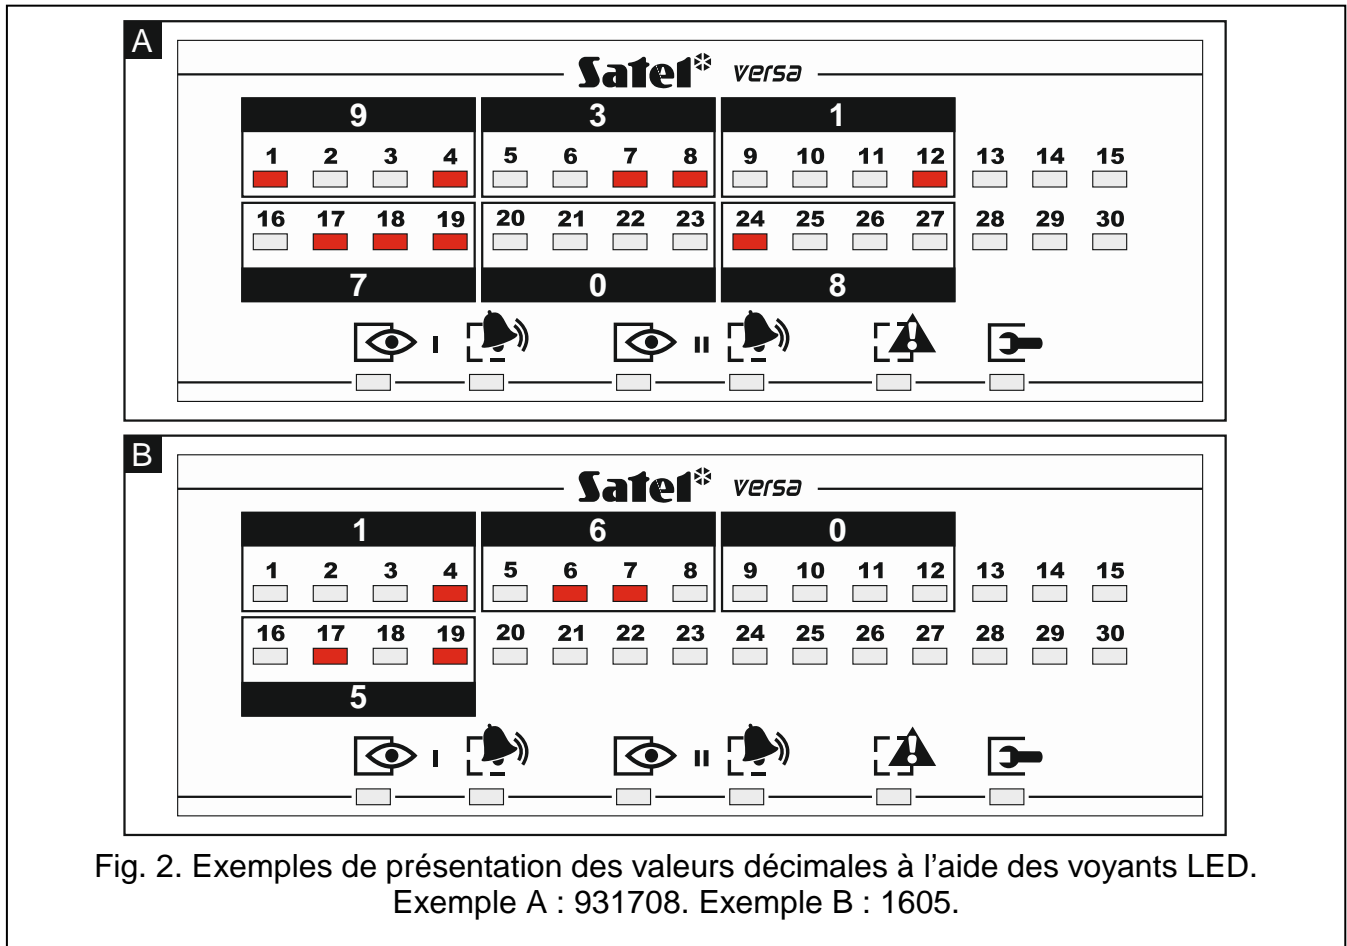 A
Satel versa
9 3 1
1 2 3 4 5 6 7 8 9 10 11 12 13 14 15
16 17 18 19 20 21 22 23 24 25 26 27 28 29 30
7 0 8
I II
B
Satel versa
1 6 0
1 2 3 4 5 6 7 8 9 10 11 12 13 14 15
16 17 18 19 20 21 22 23 24 25 26 27 28 29 30
5
I II
Fig. 2. Exemples de présentation des valeurs décimales à l’aide des voyants LED.
Exemple A : 931708. Exemple B : 1605.